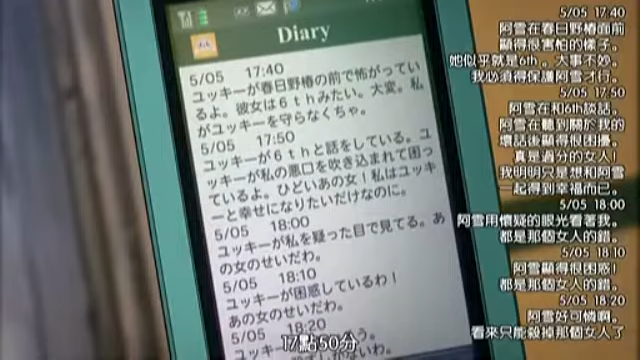 Diary
5/05 17:40
ユッキーが春日野椿の前で怖がってい
るよ。彼女は6thみたい。大変。私
がユッキーを守らなくちゃ。
5/05 17:50
ユッキーが6thと話をしている。ユ
ッキーが私の悪口を吹き込まれて困っ
ているよ。ひどいあの女！私はユッキ
ーと幸せになりたいだけなのに。
5/05 18:00
ユッキーが私を疑った目で見てる。あ
の女のせいだわ。
5/05 18:10
ユッキーが困惑しているわ！
あの女のせいだわ。
5/05 18:20
ユッキー
5/05 17:40
阿雪在春日野椿面前
顯得很害怕的樣子。
她似乎就是6th。大事不妙。
我必須得保護阿雪才行。
5/05 17:50
阿雪在和6th談話。
阿雪在聽到關於我的
壞話後顯得很困擾。
真是過分的女人！
我明明只是想和阿雪
一起得到幸福而已。
5/05 18:00
阿雪用懷疑的眼光看著我。
都是那個女人的錯。
5/05 18:10
阿雪顯得很困惑！
都是那個女人的錯。
5/05 18:20
阿雪好可憐啊。
看來只能殺掉那個女人了
17點50分